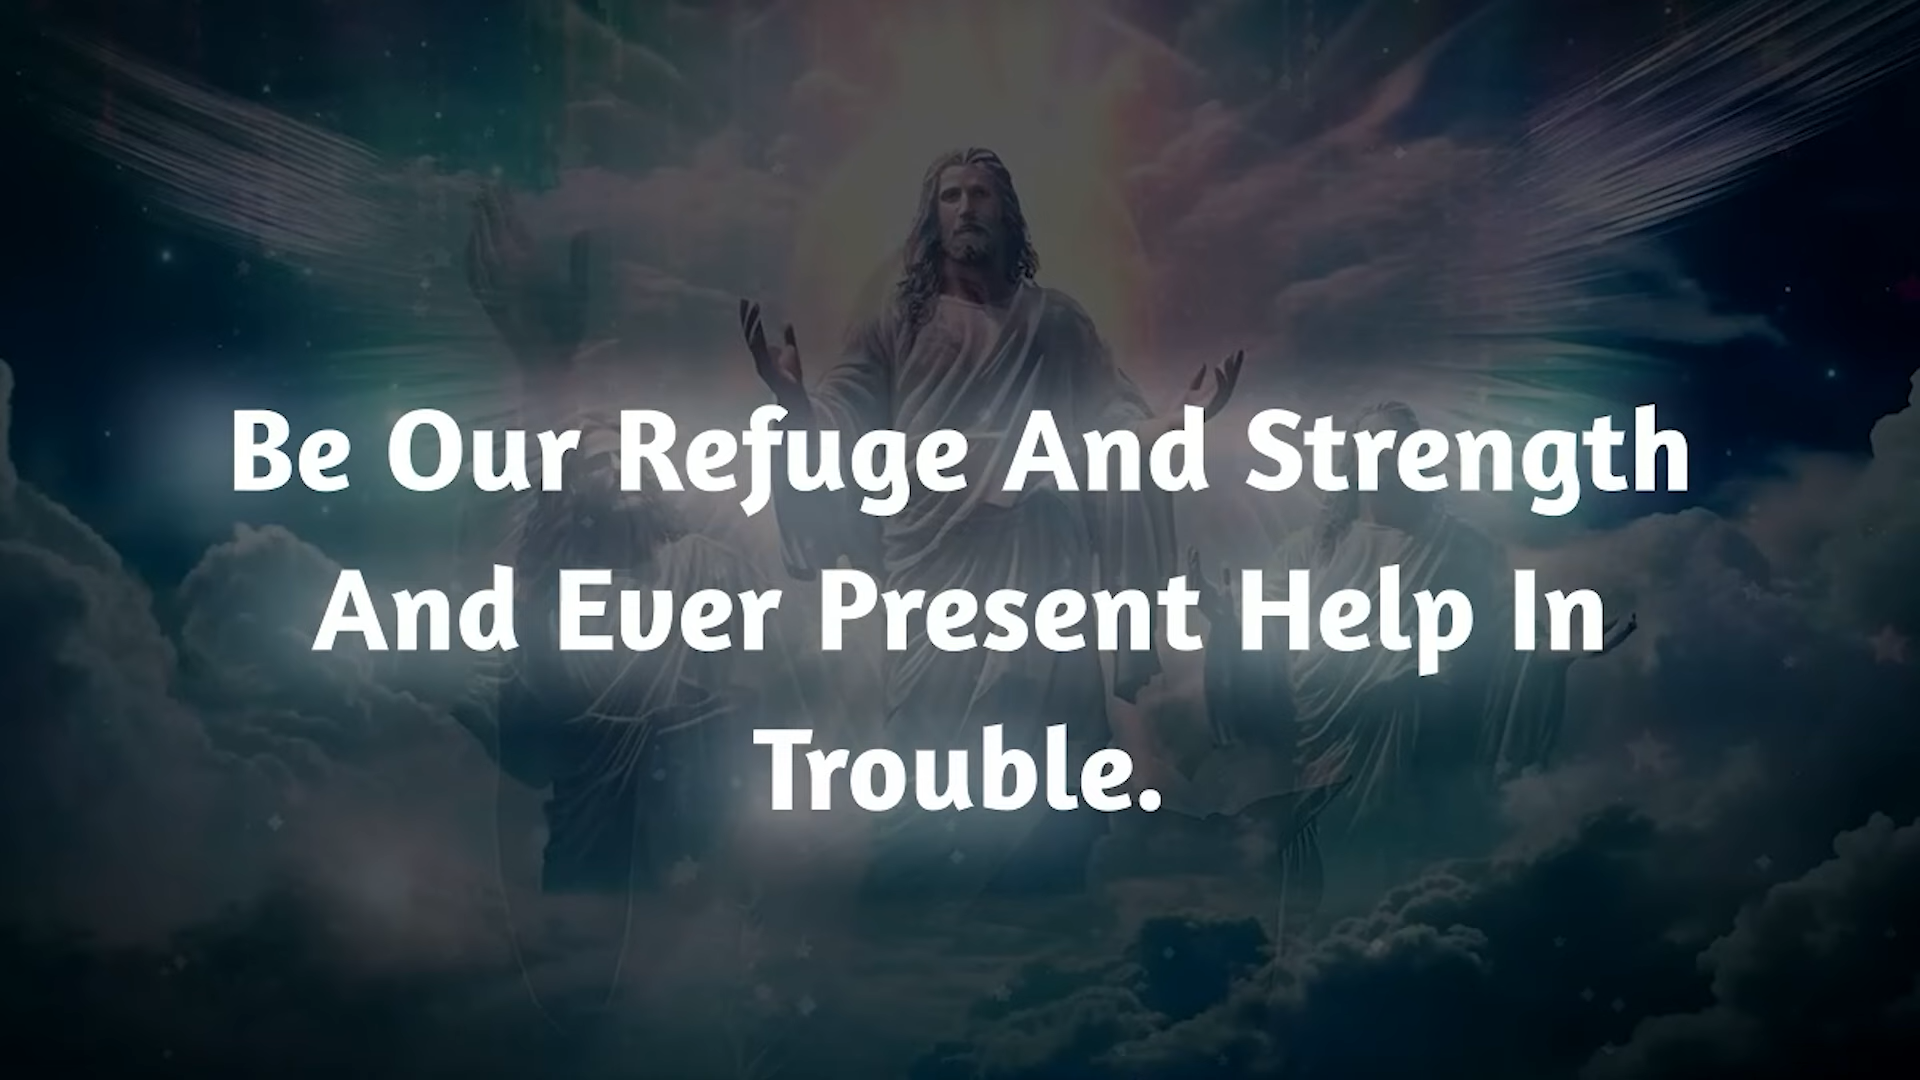 Be Our Refuge And Strength
And Ever Present Help In
Trouble.